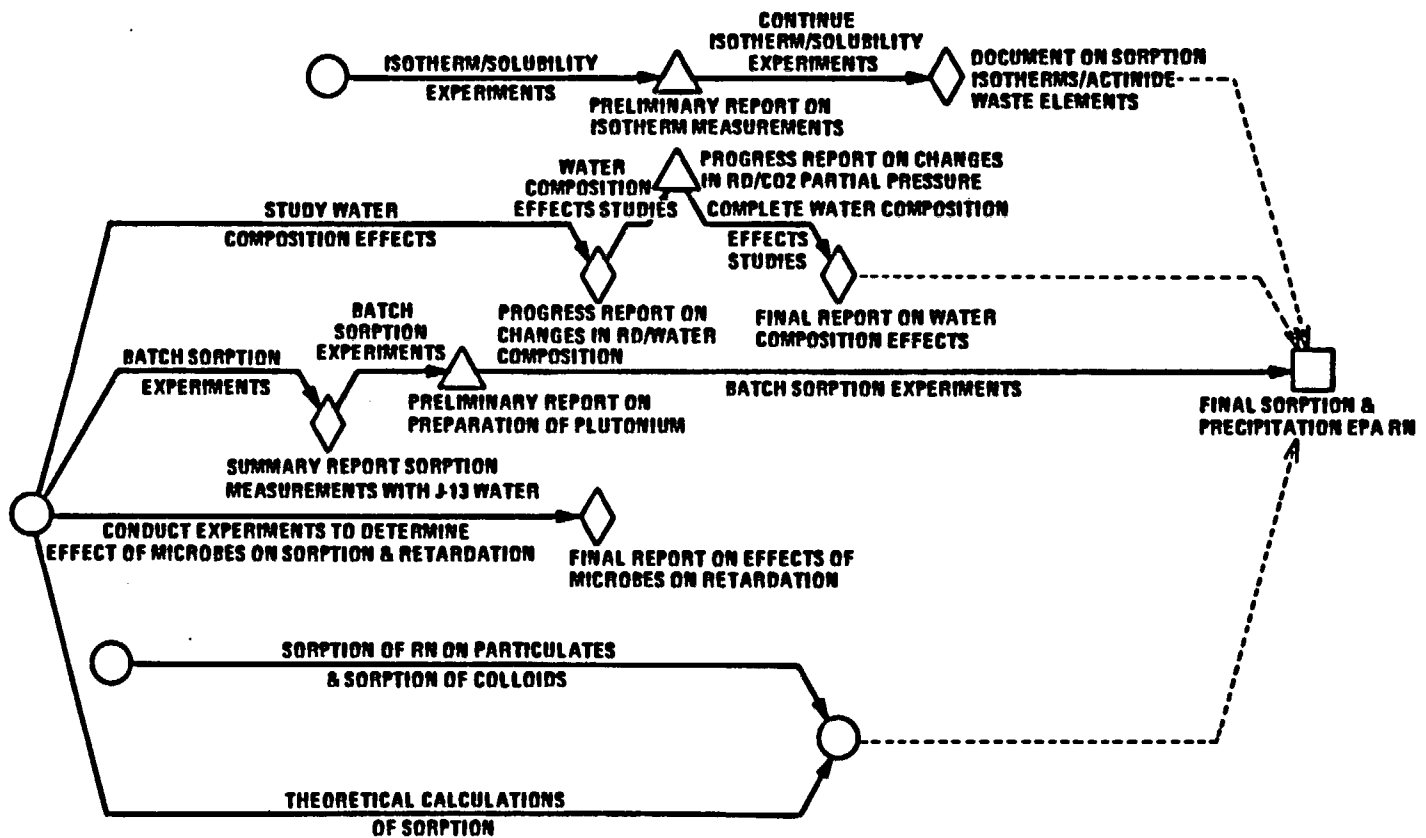 CONTINUE
ISOTHERM/SOLUBILITY
EXPERIMENTS
ISOTHERM/SOLUBILITY
EXPERIMENTS
DOCUMENT ON SORPTION
ISOTHERMS/ACTINIDE
WASTE ELEMENTS
PRELIMINARY REPORT ON
ISOTHERM MEASUREMENTS
WATER
COMPOSITION
EFFECTS STUDIES
PROGRESS REPORT ON CHANGES
IN RD/CO2 PARTIAL PRESSURE
STUDY WATER
COMPOSITION EFFECTS
COMPLETE WATER COMPOSITION
EFFECTS
STUDIES
PROGRESS REPORT ON
CHANGES IN RD/WATER
COMPOSITION
FINAL REPORT ON WATER
COMPOSITION EFFECTS
BATCH
SORPTION
EXPERIMENTS
BATCH SORPTION
EXPERIMENTS
BATCH SORPTION EXPERIMENTS
PRELIMINARY REPORT ON
PREPARATION OF PLUTONIUM
FINAL SORPTION &
PRECIPITATION EPA RN
SUMMARY REPORT SORPTION
MEASUREMENTS WITH J-13 WATER
CONDUCT EXPERIMENTS TO DETERMINE
EFFECT OF MICROBES ON SORPTION & RETARDATION
FINAL REPORT ON EFFECTS OF
MICROBES ON RETARDATION
SORPTION OF RN ON PARTICULATES
& SORPTION OF COLLOIDS
THEORETICAL CALCULATIONS
OF SORPTION